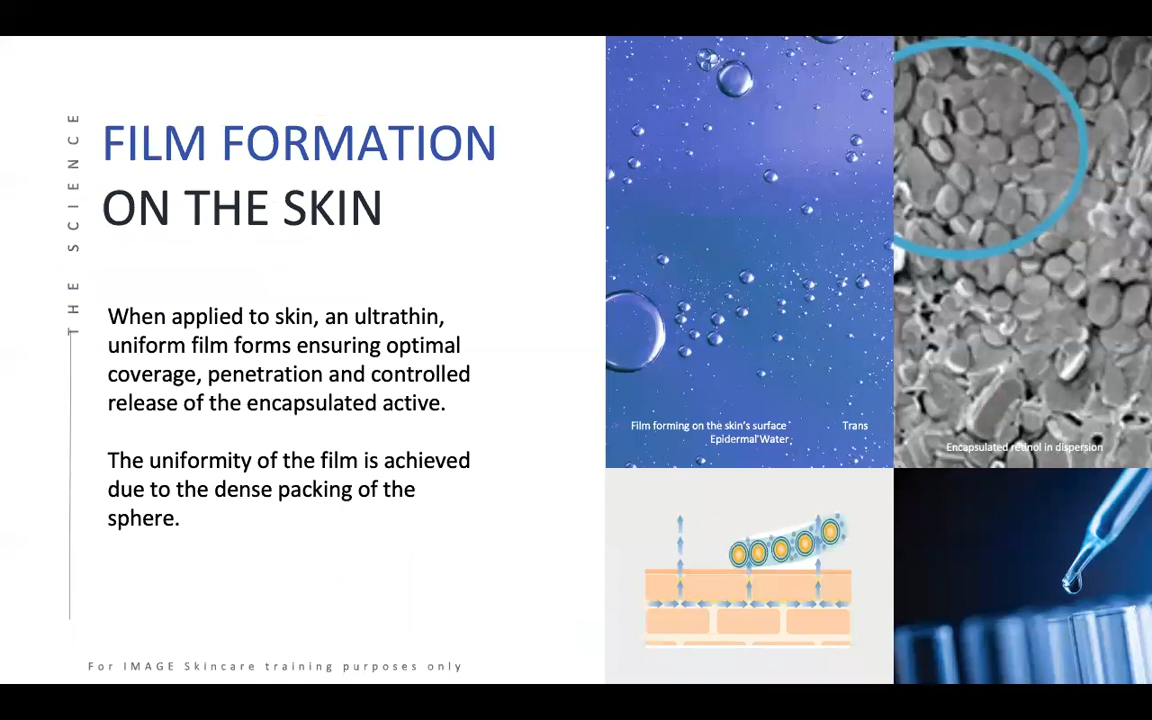 THE SCIENCE
FILM FORMATION
ON THE SKIN
When applied to skin, an ultrathin,
uniform film forms ensuring optimal
coverage, penetration and controlled
release of the encapsulated active.
The uniformity of the film is achieved
due to the dense packing of the
sphere.
For IMAGE Skincare training purposes only
Film forming on the skin's surface Trans
Epidermal Water
Encapsulated retinol in dispersion